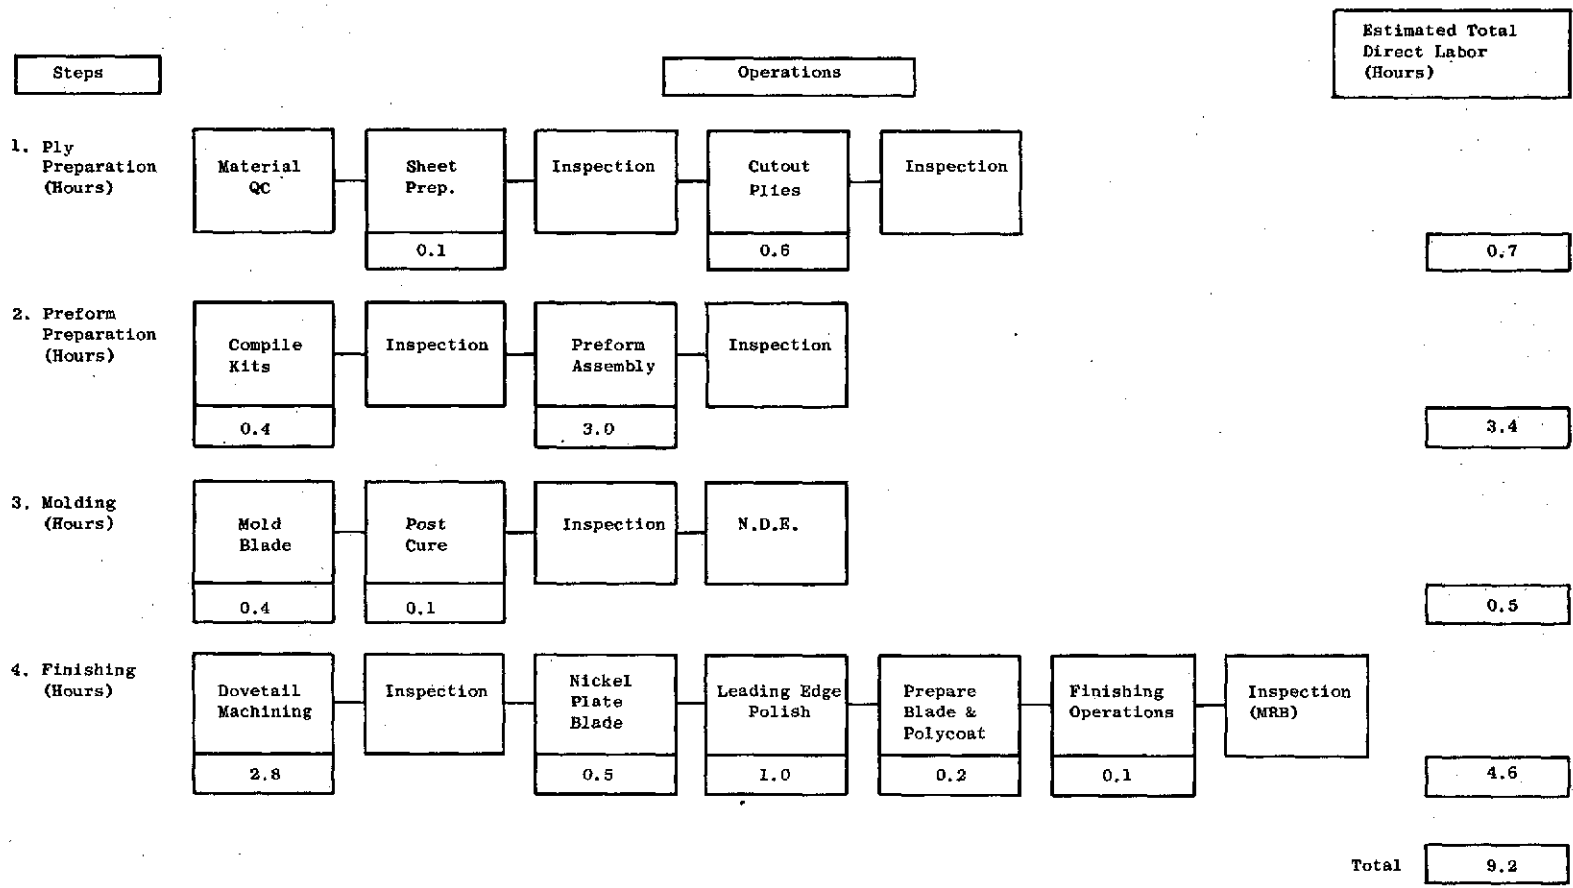 Estimated Total
Direct Labor
(Hours)
Steps
Operations
1. Ply
Preparation
(Hours)
Material
QC
Sheet
Prep.
0.1
Inspection
Cutout
Plies
0.6
Inspection
0.7
2. Preform
Preparation
(Hours)
Compile
Kits
0.4
Inspection
Preform
Assembly
3.0
Inspection
3.4
3. Molding
(Hours)
Mold
Blade
0.4
Post
Cure
0.1
Inspection
N.D.E.
0.5
4. Finishing
(Hours)
Dovetail
Machining
2.8
Inspection
Nickel
Plate
Blade
0.5
Leading Edge
Polish
1.0
Prepare
Blade &
Polycoat
0.2
Finishing
Operations
0.1
Inspection
(MRB)
4.6
Total 9.2